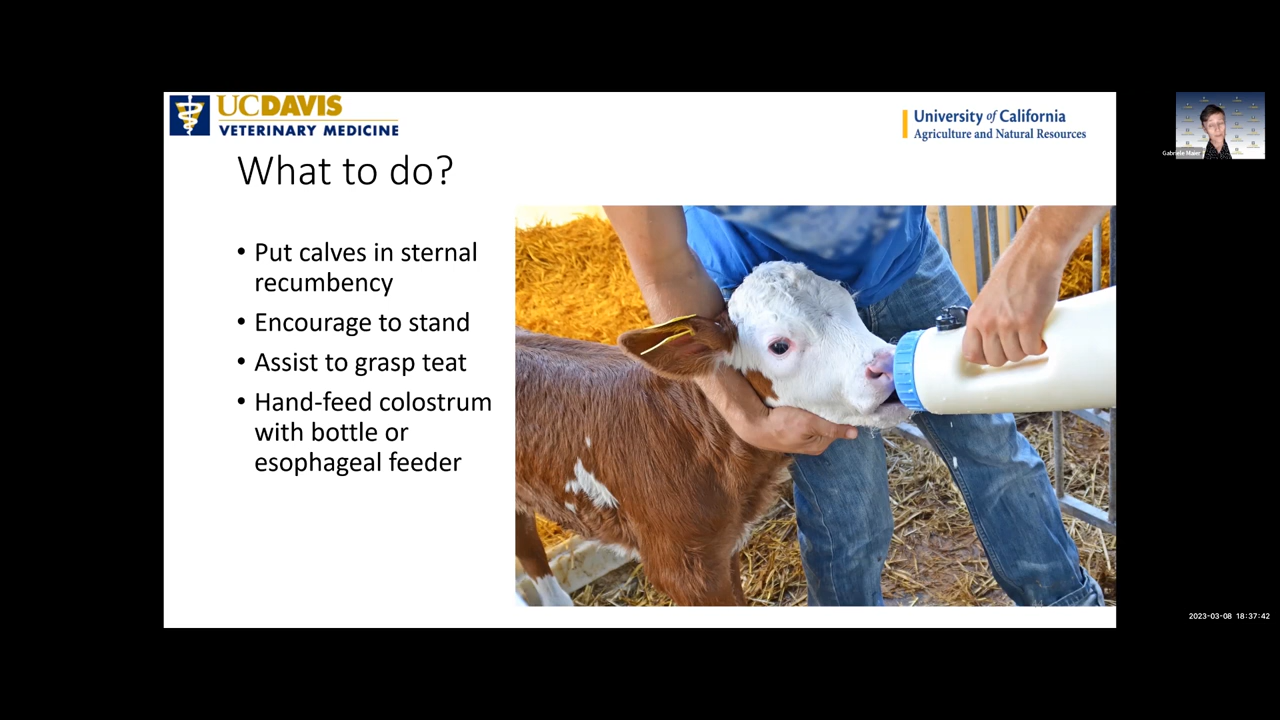 UCDAVIS
VETERINARY MEDICINE
University of California
Agriculture and Natural Resources
What to do?
• Put calves in sternal
recumbency
• Encourage to stand
• Assist to grasp teat
• Hand-feed colostrum
with bottle or
esophageal feeder
Gabriele Maier
2023-03-08 18:37:42